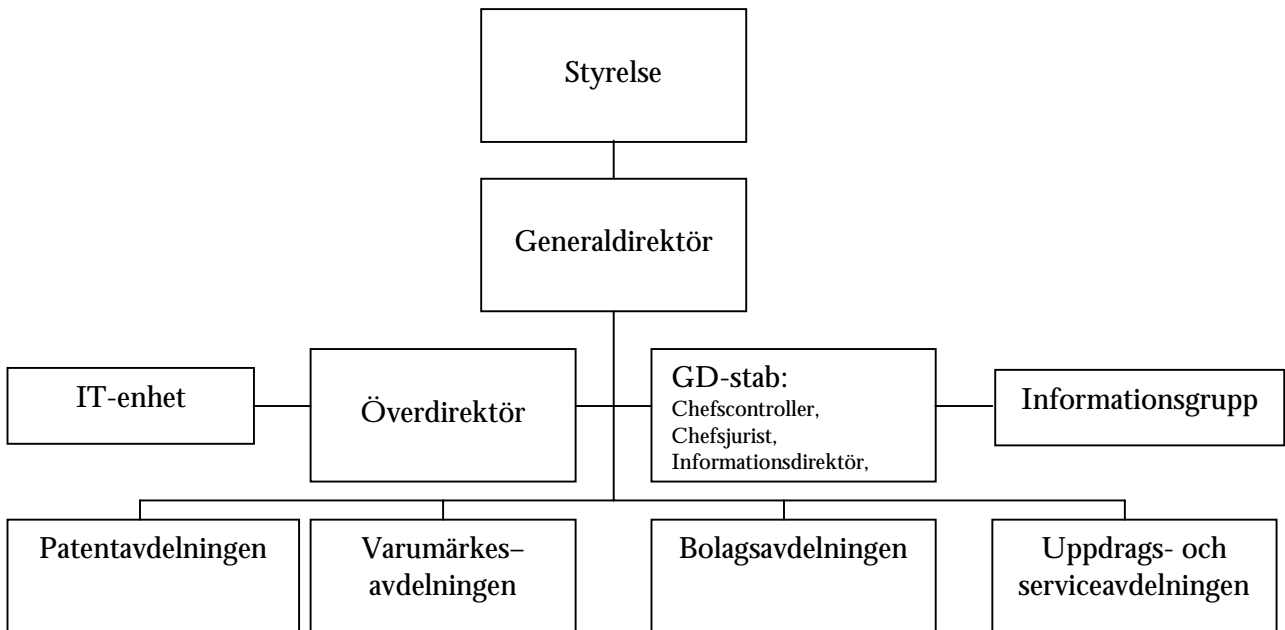 Styrelse
Generaldirektör
IT-enhet
Överdirektör
GD-stab:
Chefscontroller,
Chefsjurist,
Informationsdirektör,
Informationsgrupp
Patentavdelningen
Varumärkes–
avdelningen
Bolagsavdelningen
Uppdrags- och
serviceavdelningen